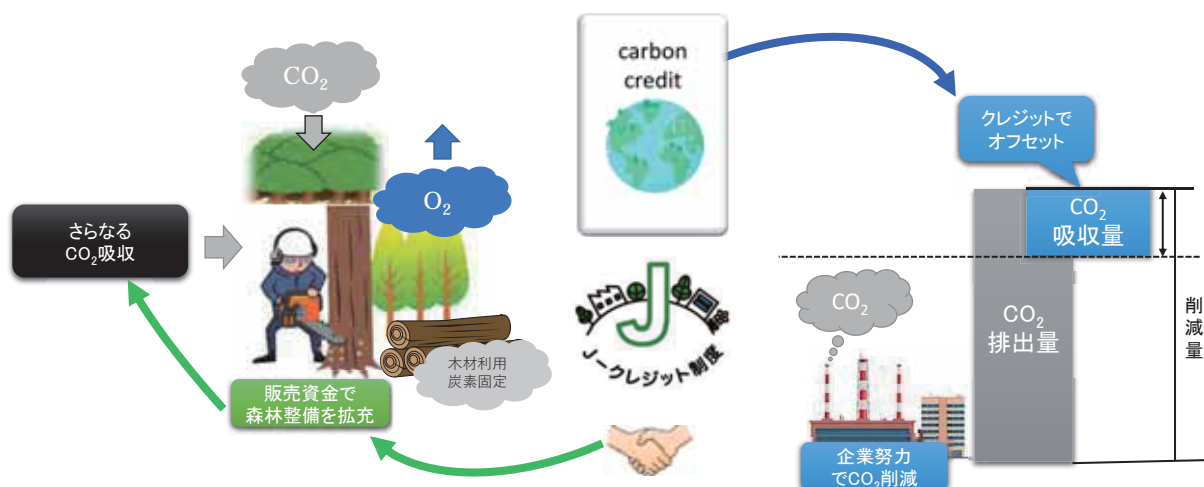 CO₂
O₂
さらなる
CO₂吸収
木材利用
炭素固定
販売資金で
森林整備を拡充
carbon
credit
J-クレジット制度
クレジットで
オフセット
CO₂
吸収量
CO₂
CO₂
排出量
削減量
企業努力
でCO₂削減